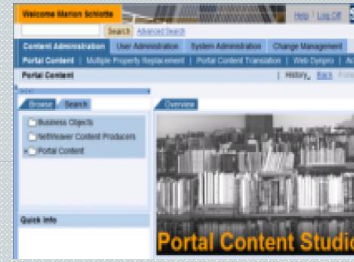 Welcome Marion Schlotte
Help | Log Off
Search Advanced Search
Content Administration User Administration System Administration Change Management
Portal Content | Multiple Property Replacement | Portal Content Translation | Web Dynpro |
Portal Content | History, Back
Browse Search Overview
Business Objects
NetWeaver Content Producers
Portal Content
Quick Info
Portal Content Studio